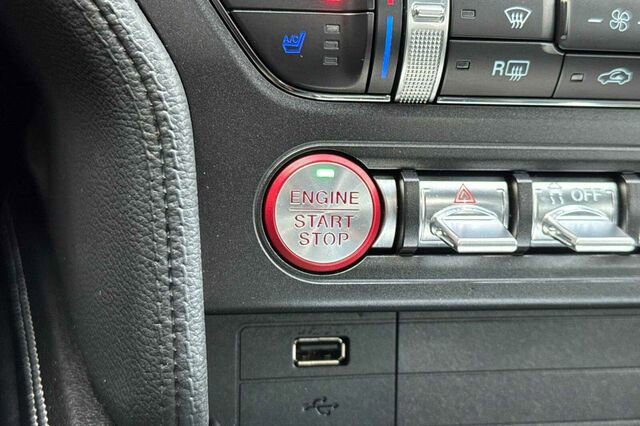 A/C
R
ENGINE
START
STOP
OFF